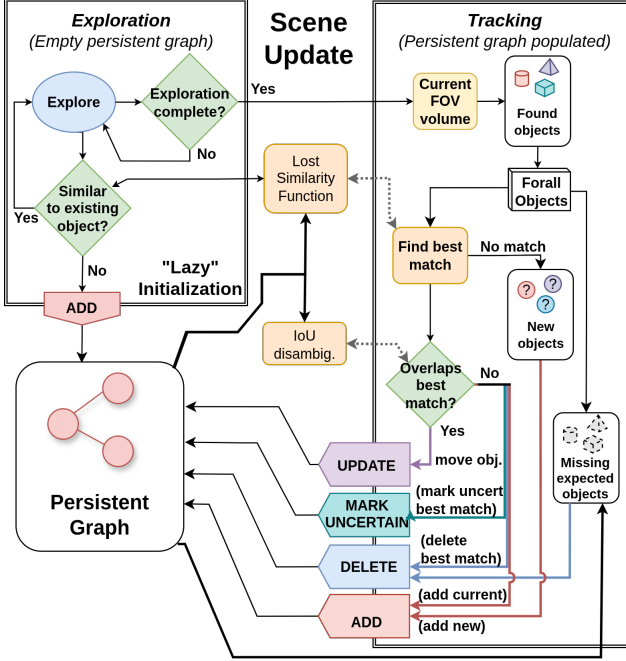 Exploration
(Empty persistent graph)
Scene
Update
Tracking
(Persistent graph populated)
Explore
Exploration
complete?
Yes
No
Current
FOV
volume
Found
objects
Similar
to existing
object?
Yes
No
Lost
Similarity
Function
Forall
Objects
Find best
match
No match
"Lazy"
Initialization
ADD
?
?
?
New
objects
IoU
disambig.
Overlaps
best
match?
No
Yes
Persistent
Graph
Missing
expected
objects
UPDATE
move obj.
MARK
UNCERTAIN
(mark uncert
best match)
DELETE
(delete
best match)
ADD
(add current)
(add new)